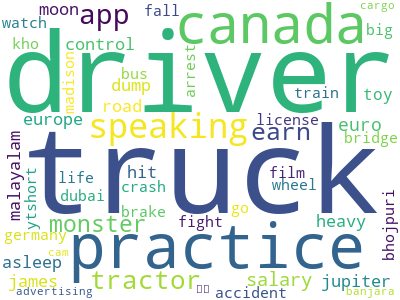 moon app fall canada cargo
watch big
kho control
driver
madison dump bus arrest train toy
road
europe speaking earn license euro bridge
truck
malayalam ytshort life hit film
dubai crash wheel
monster brake fight go heavy bhojpuri
practice
germany asleep cam
james tractor salary jupiter
advertising accident banjara